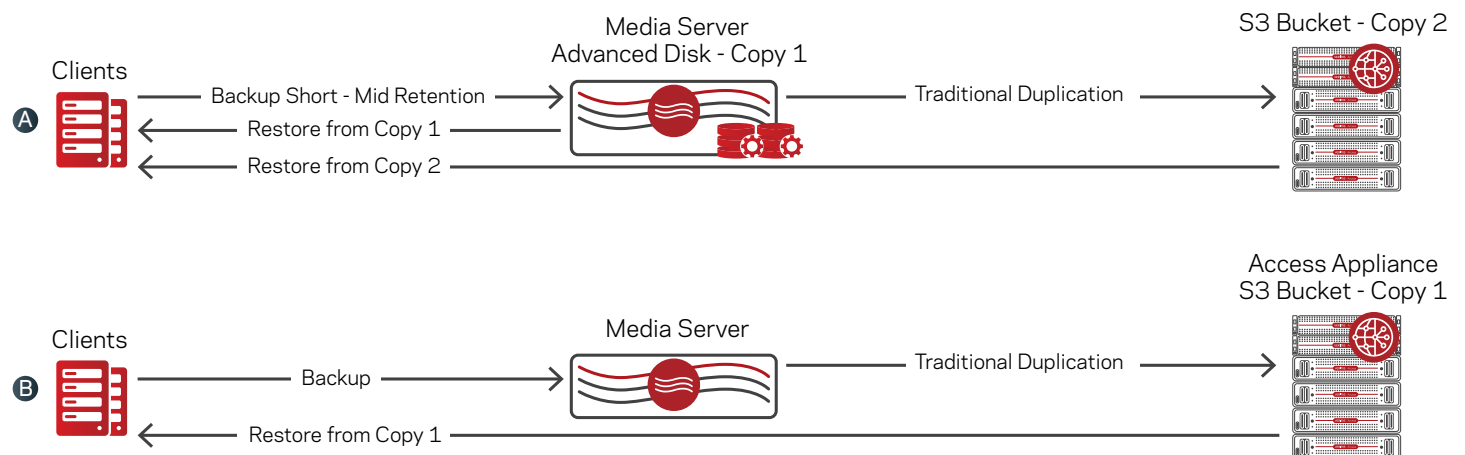 S3 Bucket - Copy 2
Media Server
Advanced Disk - Copy 1
Clients
A
Backup Short - Mid Retention
Traditional Duplication
Restore from Copy 1
Restore from Copy 2
Access Appliance
S3 Bucket - Copy 1
Media Server
Clients
B
Backup
Traditional Duplication
Restore from Copy 1